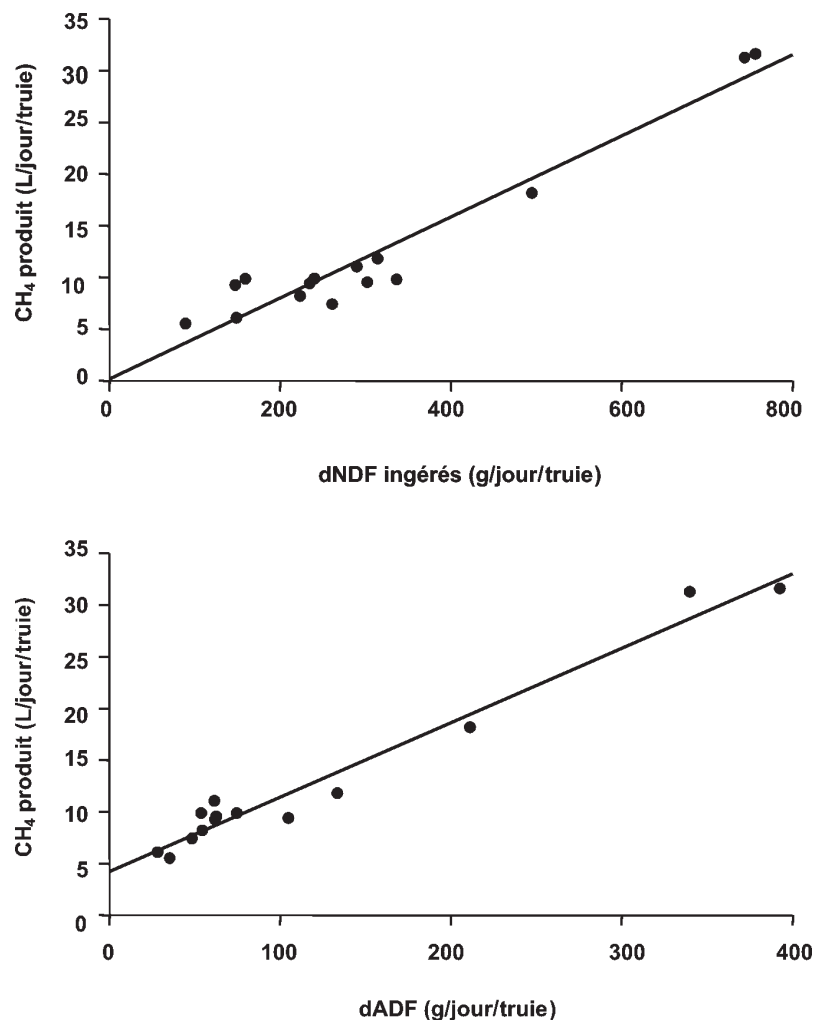 35
30
25
20
15
10
5
0
CH₄ produit (L/jour/truie)
0 200 400 600 800
dNDF ingérés (g/jour/truie)
35
30
25
20
15
10
5
0
CH₄ produit (L/jour/truie)
0 100 200 300 400
dADF (g/jour/truie)